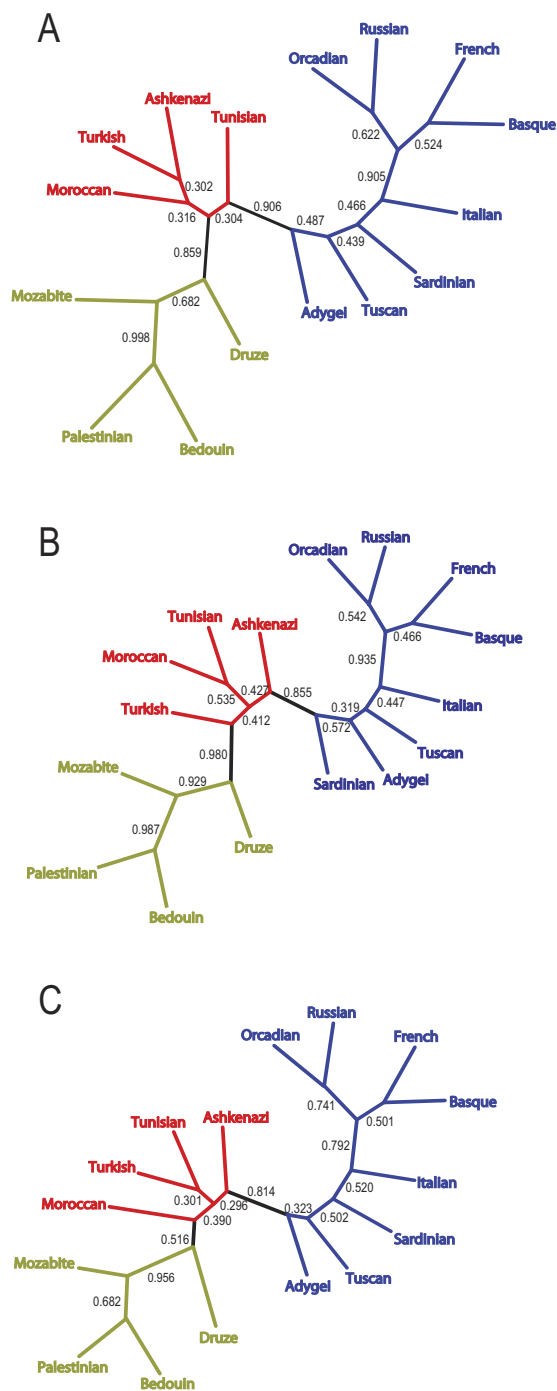 A
Russian
Orcadian
French
Ashkenazi
Tunisian
Turkish
Basque
0.622
0.524
0.302
0.905
Moroccan
0.316
0.304
0.906
0.466
Italian
0.487
0.439
0.859
Sardinian
Mozabite
0.682
Adygei
Tuscan
0.998
Druze
Palestinian
Bedouin
B
Russian
Orcadian
French
Tunisian
Ashkenazi
0.542
0.466
Basque
Moroccan
0.935
0.427
0.855
0.535
0.319
0.447
Italian
Turkish
0.412
0.572
0.980
Tuscan
Mozabite
0.929
Sardinian
Adygei
0.987
Druze
Palestinian
Bedouin
C
Russian
Orcadian
French
0.741
Basque
Ashkenazi
0.501
Tunisian
0.792
Turkish
0.814
Italian
0.301
0.296
0.520
Moroccan
0.323
0.390
0.502
Sardinian
0.516
Mozabite
0.956
Adygei
Tuscan
0.682
Druze
Palestinian
Bedouin